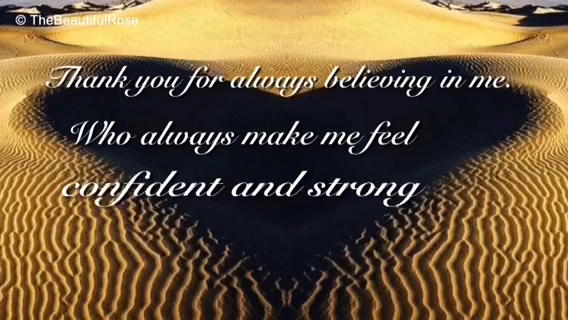 © TheBeautifulRose
Thank you for always believing in me.
Who always make me feel
confident and strong